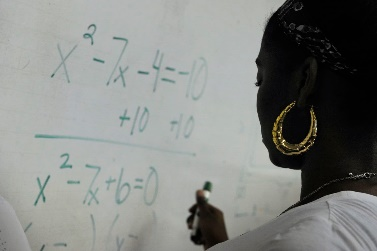 x² - 7x - 4 = -10
+10 +10
x² - 7x + 6 = 0